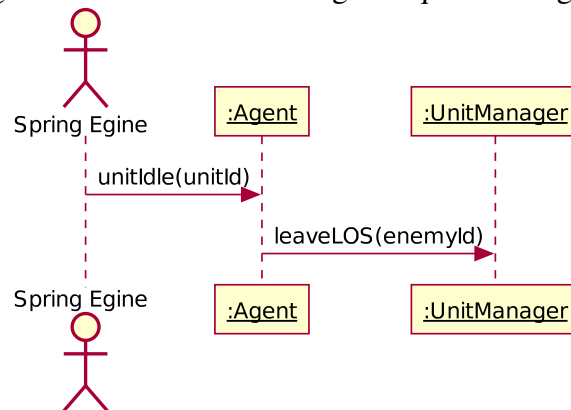 Spring Egine
:Agent
:UnitManager
unitIdle(unitId)
leaveLOS(enemyId)
Spring Egine
:Agent
:UnitManager